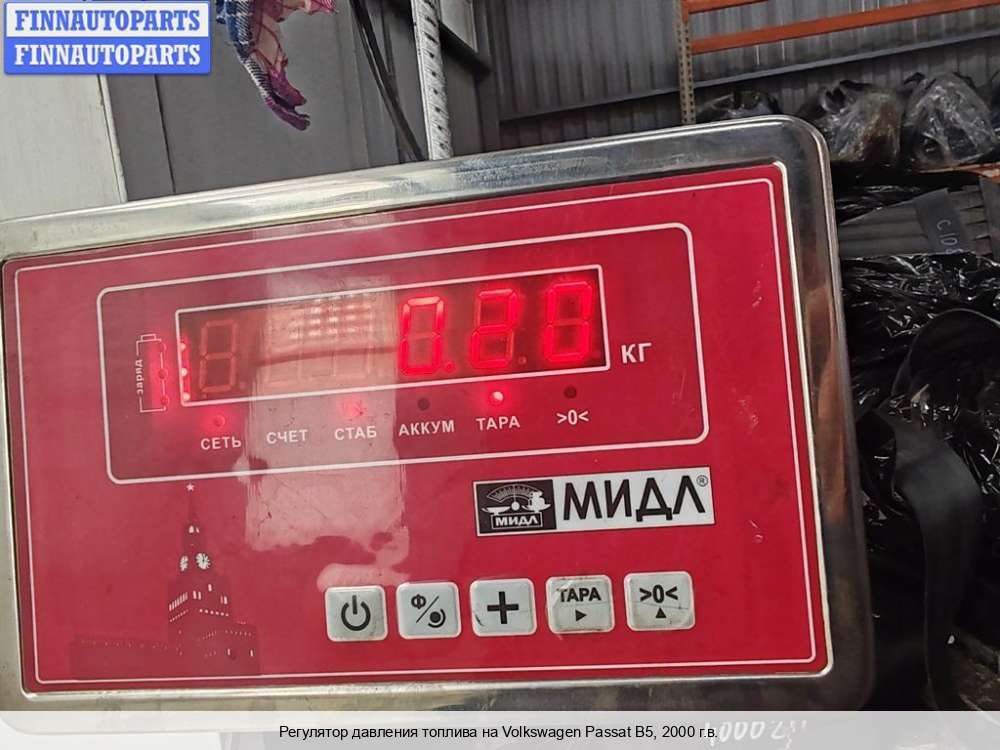 FINNAUTOPARTS
FINNAUTOPARTS
заряд
0.20
КГ
СЕТЬ СЧЕТ СТАБ АККУМ ТАРА >0<
МИДЛ
МИДЛ®
Ф/
+
ТАРА
>0<
Регулятор давления топлива на Volkswagen Passat B5, 2000 г.в.